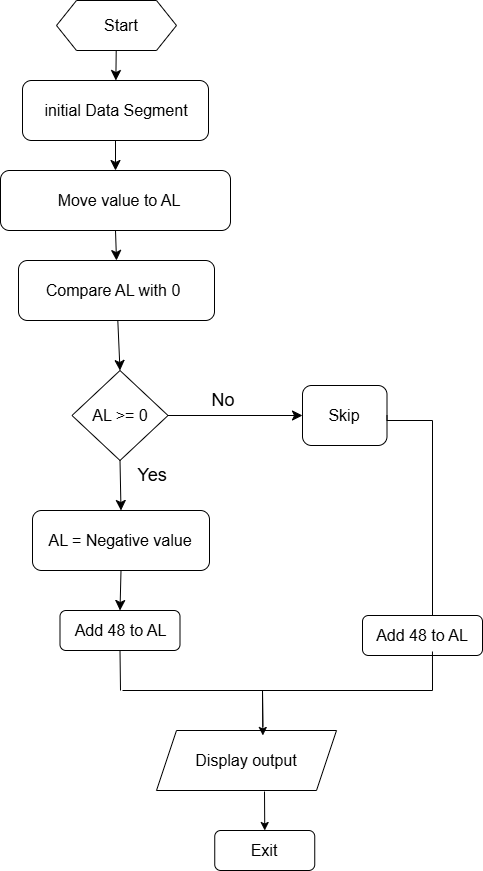 Start
initial Data Segment
Move value to AL
Compare AL with 0
AL >= 0
No
Skip
Yes
AL = Negative value
Add 48 to AL
Add 48 to AL
Display output
Exit